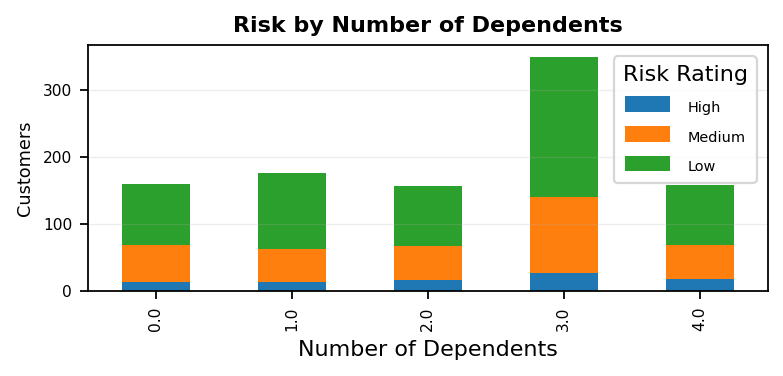 Risk by Number of Dependents
Customers
300
200
100
0
Risk Rating
High
Medium
Low
0.0
1.0
2.0
3.0
4.0
Number of Dependents